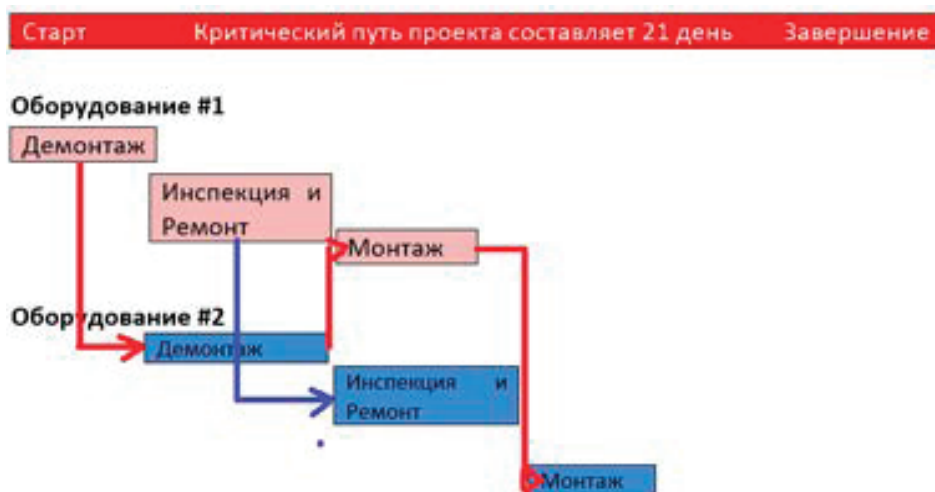 Старт Критический путь проекта составляет 21 день Завершение
Оборудование #1
Демонтаж
Инспекция и
Ремонт
Монтаж
Оборудование #2
Демонтаж
Инспекция и
Ремонт
Монтаж